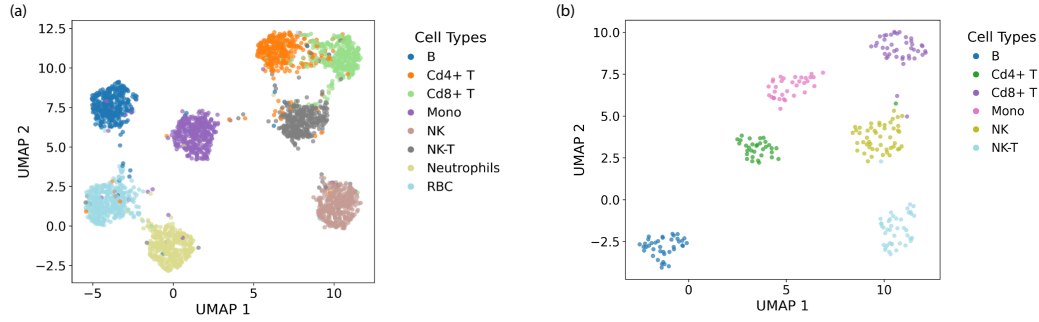 (a)
12.5
10.0
7.5
5.0
2.5
0.0
−2.5
UMAP 2
−5
0
5
10
UMAP 1
Cell Types
B
Cd4+ T
Cd8+ T
Mono
NK
NK-T
Neutrophils
RBC
(b)
10.0
7.5
5.0
2.5
0.0
−2.5
UMAP 2
0
5
10
UMAP 1
Cell Types
B
Cd4+ T
Cd8+ T
Mono
NK
NK-T